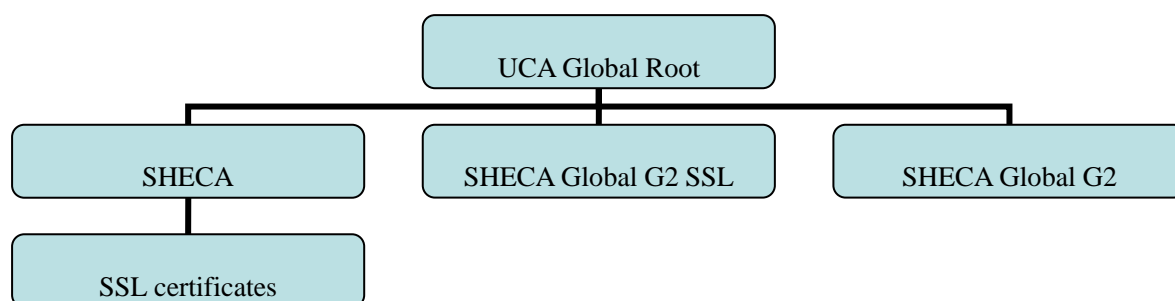 UCA Global Root
SHECA
SHECA Global G2 SSL
SHECA Global G2
SSL certificates